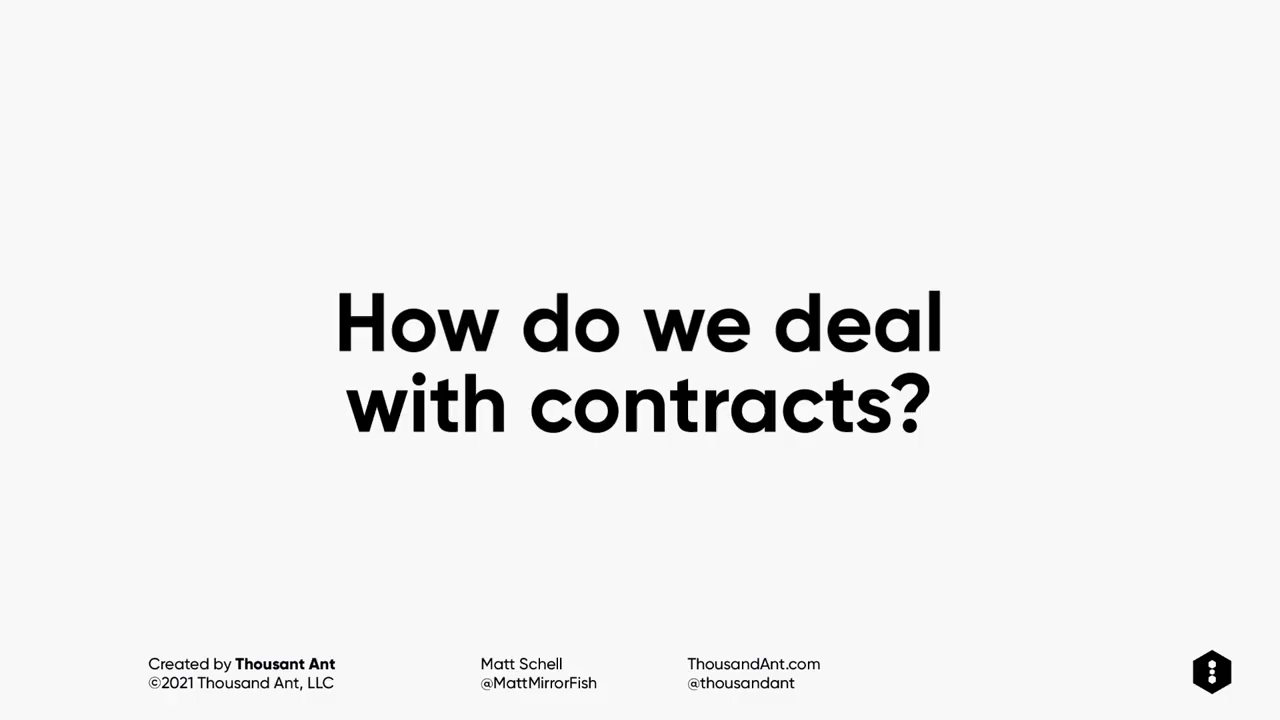 How do we deal
with contracts?
Created by Thousant Ant
©2021 Thousand Ant, LLC
Matt Schell
@MattMirrorFish
ThousandAnt.com
@thousandant